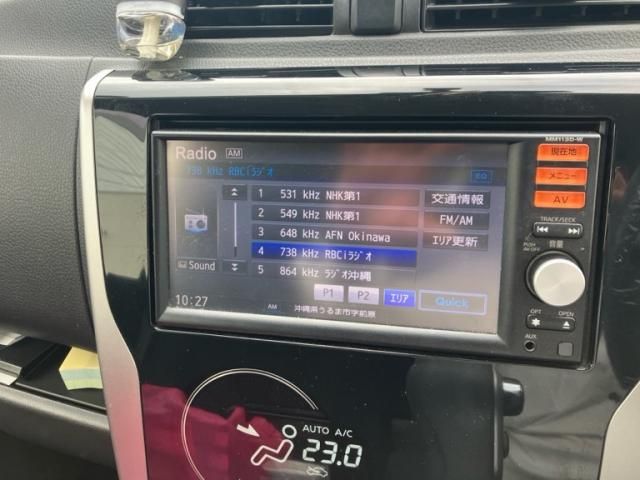 MM113D-W
Radio AM
738 kHz RBCiラジオ
EQ
1 531 kHz NHK第1
2 549 kHz NHK第1
3 648 kHz AFN Okinawa
4 738 kHz RBCiラジオ
5 864 kHz ラジオ沖縄
交通情報
FM/AM
エリア更新
Sound
P1 P2 エリア Quick
10:27
AM 沖縄県うるま市字前原
現在地
メニュー
AV
TRACK/SEEK
PUSH
AV OFF
音量
OPT OPEN
AUX
AUTO A/C
23.0